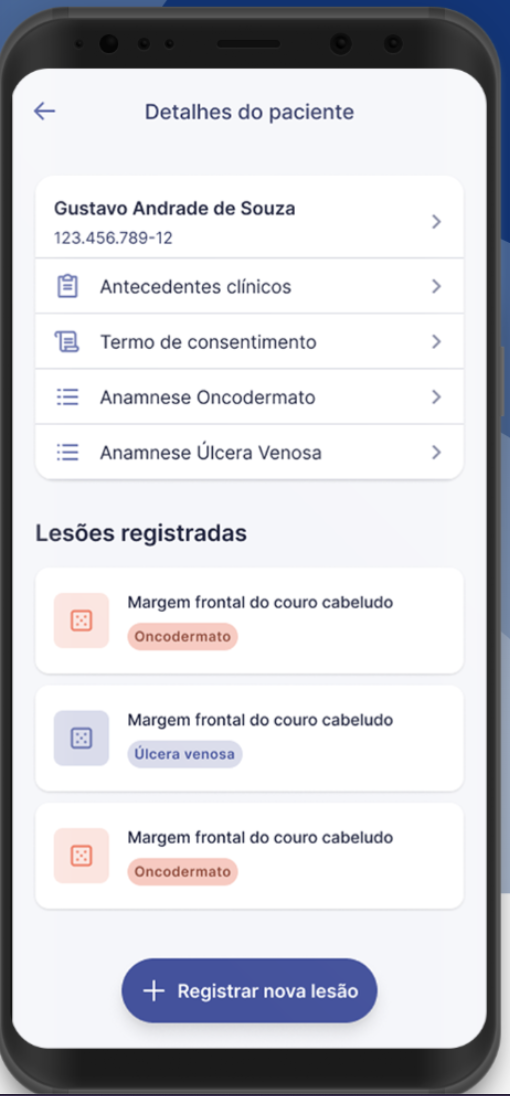 Detalhes do paciente
Gustavo Andrade de Souza
123.456.789-12
Antecedentes clínicos
Termo de consentimento
Anamnese Oncodermato
Anamnese Úlcera Venosa
Lesões registradas
Margem frontal do couro cabeludo
Oncodermato
Margem frontal do couro cabeludo
Úlcera venosa
Margem frontal do couro cabeludo
Oncodermato
Registrar nova lesão